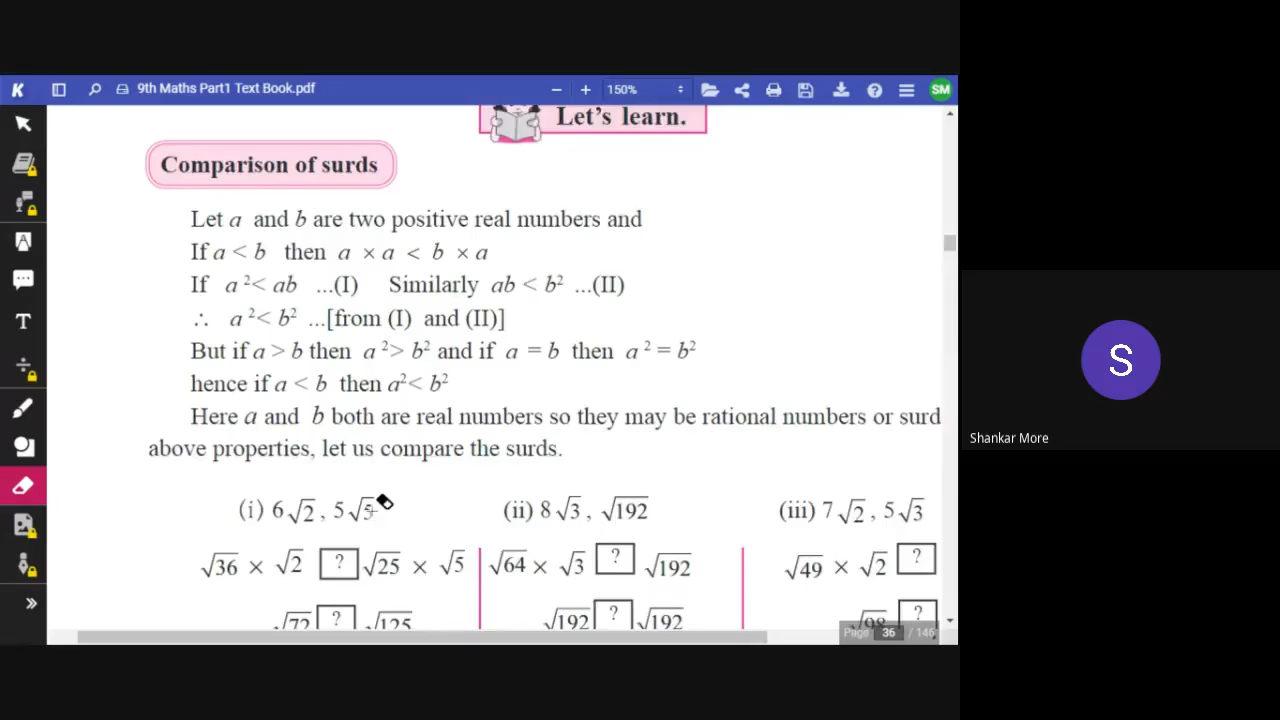 K 9th Maths Part1 Text Book.pdf 150% SM
Let's learn.
Comparison of surds
Let a and b are two positive real numbers and
If a < b then a × a < b × a
If a² < ab ...(I) Similarly ab < b² ...(II)
∴ a² < b² ...[from (I) and (II)]
But if a > b then a² > b² and if a = b then a² = b²
hence if a < b then a² < b²
Here a and b both are real numbers so they may be rational numbers or surd
above properties, let us compare the surds.
(i) 6√2 , 5√5 (ii) 8√3 , √192 (iii) 7√2 , 5√3
√36 × √2 ? √25 × √5 √64 × √3 ? √192 √49 × √2 ?
√72 ? √125 √192 ? √192 √98 ?
Page 36 / 146
S
Shankar More